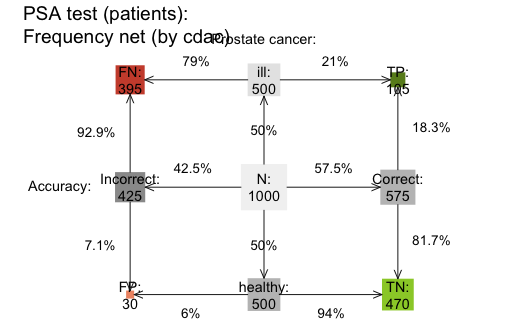 PSA test (patients):
Frequency net (by cdac)
Prostate cancer:
79%
21%
FN:
395
ill:
500
TP:
105
92.9%
50%
18.3%
42.5%
57.5%
Accuracy:
Incorrect:
425
N:
1000
Correct:
575
7.1%
50%
81.7%
FP:
30
healthy:
500
TN:
470
6%
94%